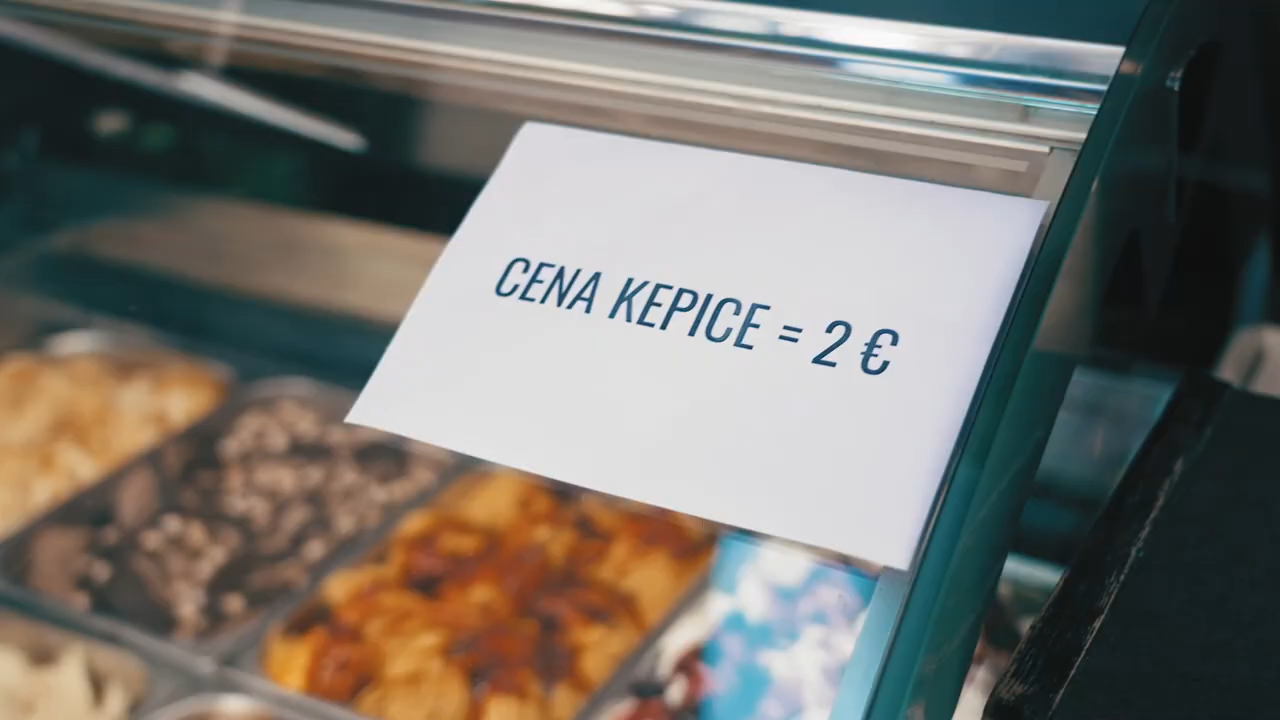 CENA KEPICE = 2 €